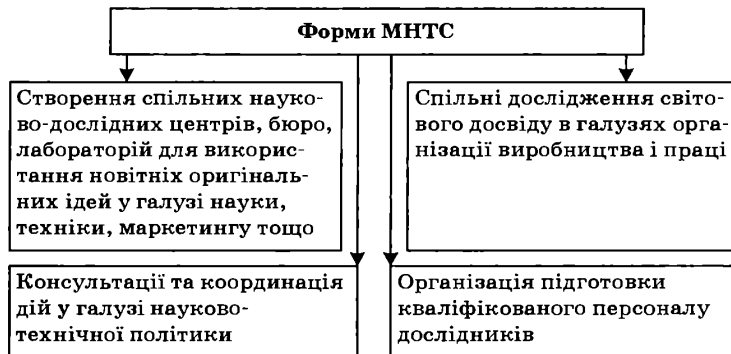 Форми МНТС
Створення спільних науко-
во-дослідних центрів, бюро,
лабораторій для використ-
тання новітніх оригіналь-
них ідей у галузі науки,
техніки, маркетингу тощо
Спільні дослідження світо-
вого досвіду в галузях орга-
нізації виробництва і праці
Консультації та координація
дій у галузі науково-
технічної політики
Організація підготовки
кваліфікованого персоналу
дослідників